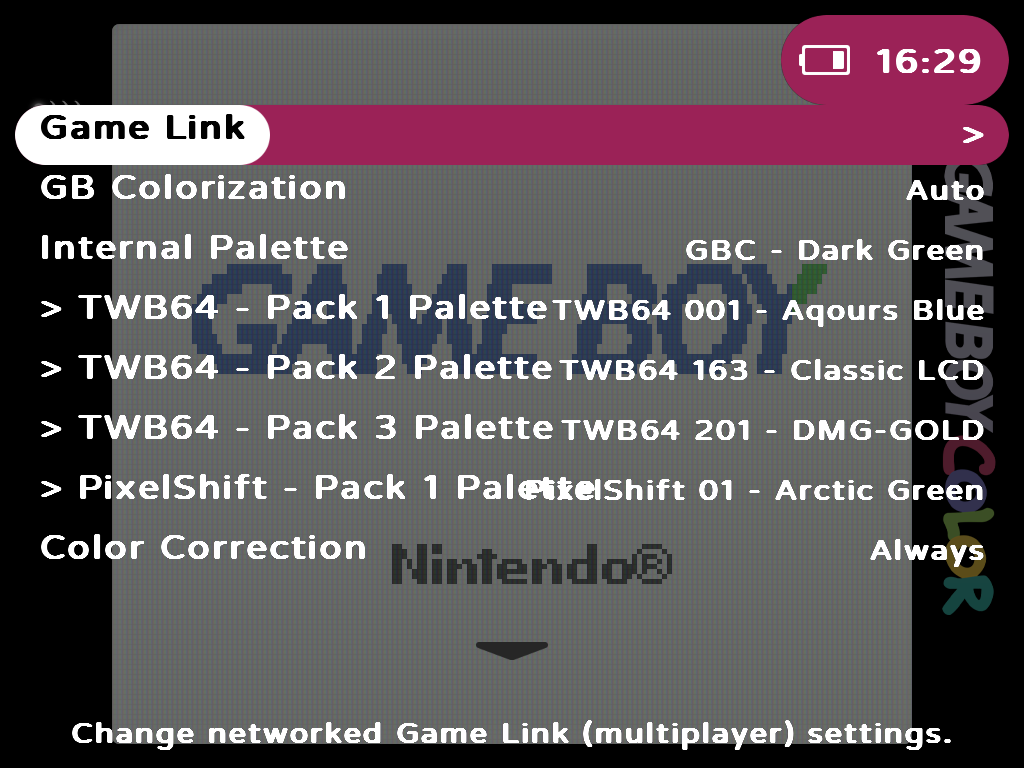 16:29
Game Link >
GB Colorization Auto
Internal Palette GBC - Dark Green
> TWB64 - Pack 1 Palette TWB64 001 - Aqours Blue
> TWB64 - Pack 2 Palette TWB64 163 - Classic LCD
> TWB64 - Pack 3 Palette TWB64 201 - DMG-GOLD
> PixelShift - Pack 1 Palette PixelShift 01 - Arctic Green
Color Correction Always
GAME BOY
Nintendo®
GAME BOY COLOR
Change networked Game Link (multiplayer) settings.